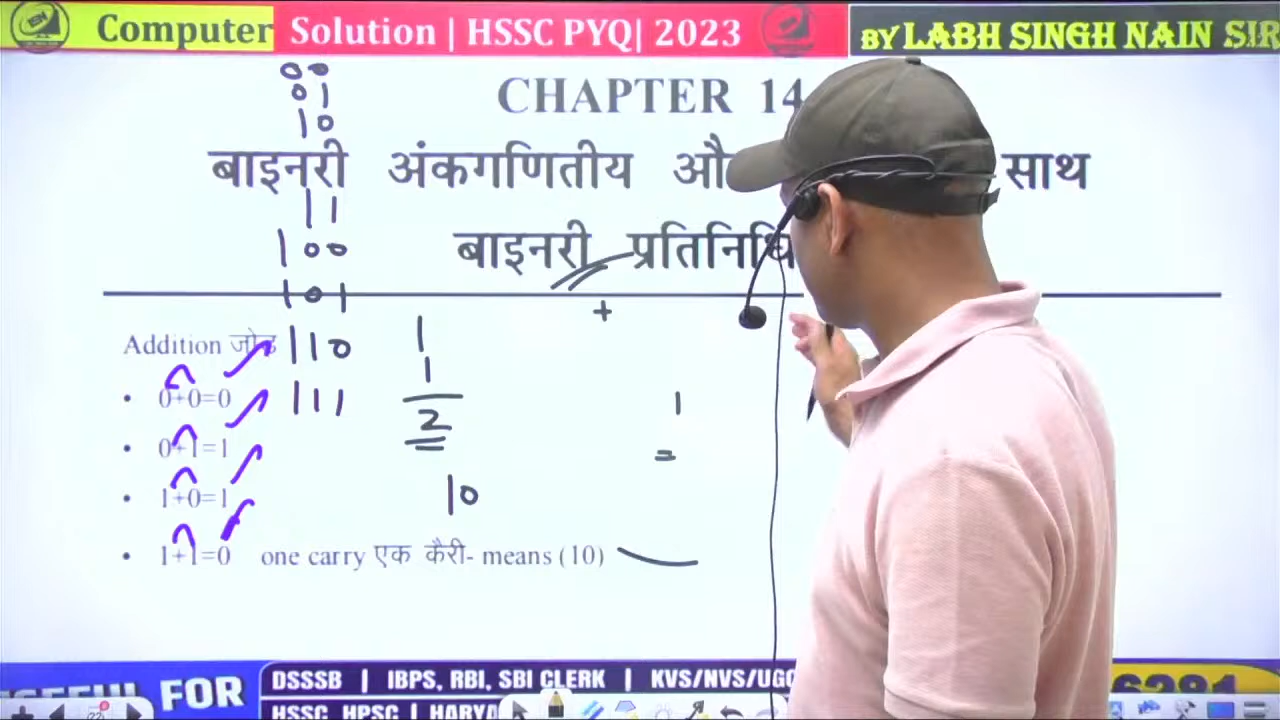 Computer Solution | HSSC PYQ| 2023 BY LABH SINGH NAIN SIR
00
01
CHAPTER 14
10
बाइनरी अंकगणितीय साथ
11
बाइनरी प्रतिनिधि
100
101
+
Addition जोड़
110
1
1
• 0+0=0
111
2
1
=
• 0+1=1
• 1+0=1
10
• 1+1=0 one carry एक कैरी- means (10)
FOR
DSSSB | IBPS, RBI, SBI CLERK | KVS/NVS/UGC
6281
HSSC, HPSC | HARYA